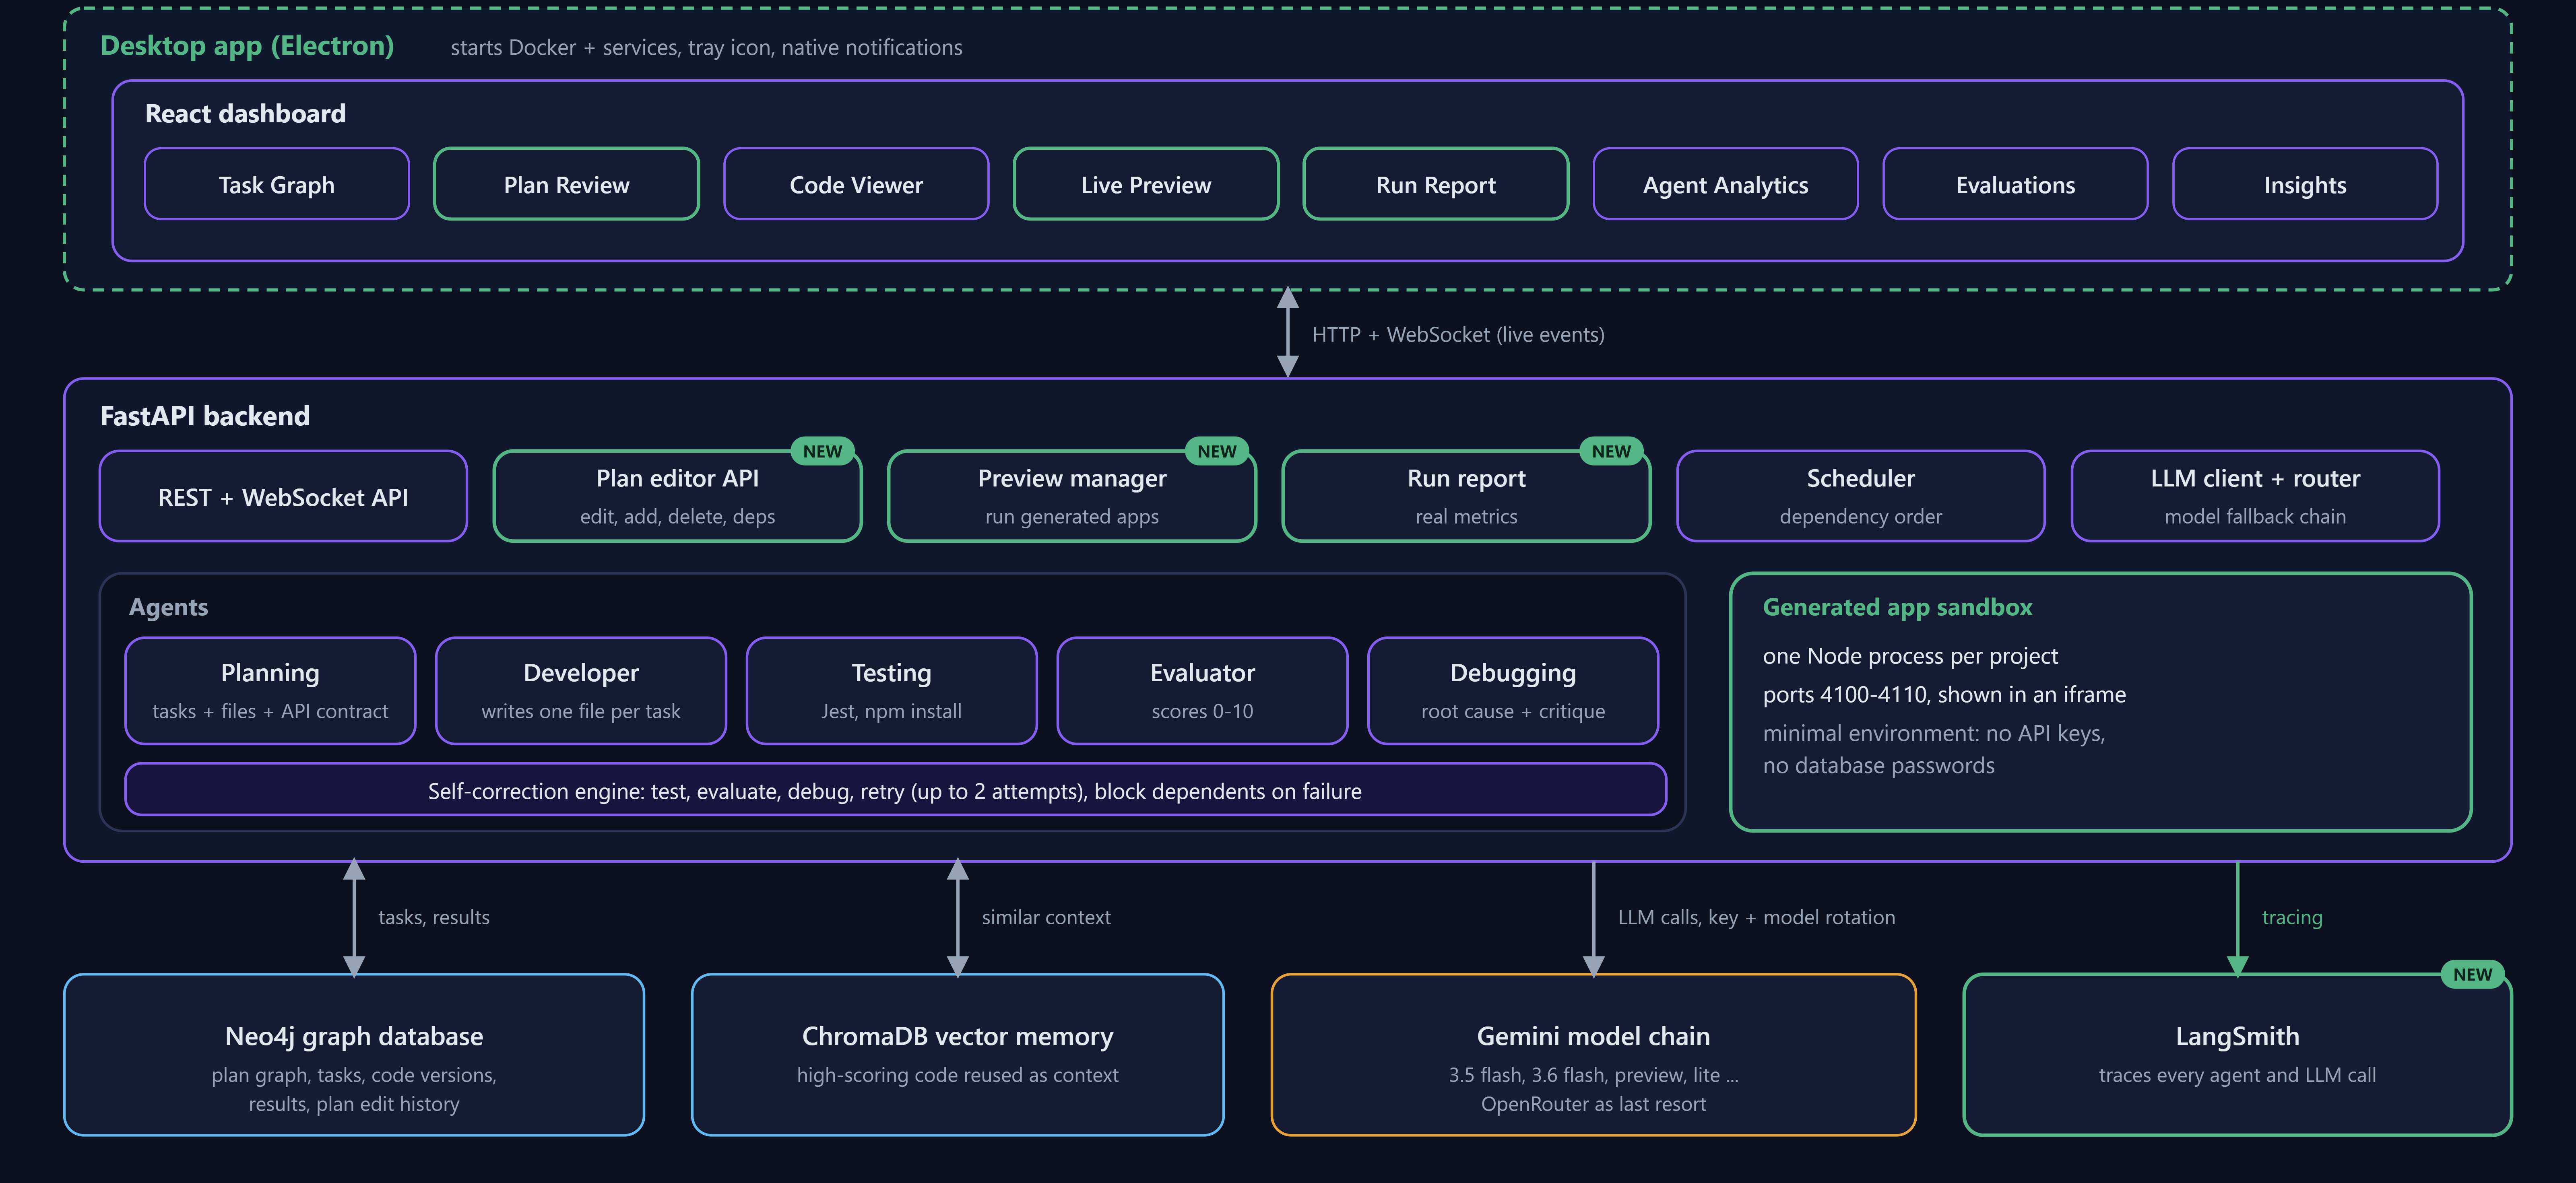 Desktop app (Electron) starts Docker + services, tray icon, native notifications
React dashboard
Task Graph
Plan Review
Code Viewer
Live Preview
Run Report
Agent Analytics
Evaluations
Insights
HTTP + WebSocket (live events)
FastAPI backend
REST + WebSocket API
NEW
Plan editor API
edit, add, delete, deps
NEW
Preview manager
run generated apps
NEW
Run report
real metrics
Scheduler
dependency order
LLM client + router
model fallback chain
Agents
Planning
tasks + files + API contract
Developer
writes one file per task
Testing
Jest, npm install
Evaluator
scores 0-10
Debugging
root cause + critique
Self-correction engine: test, evaluate, debug, retry (up to 2 attempts), block dependents on failure
Generated app sandbox
one Node process per project
ports 4100-4110, shown in an iframe
minimal environment: no API keys,
no database passwords
tasks, results
similar context
LLM calls, key + model rotation
tracing
Neo4j graph database
plan graph, tasks, code versions,
results, plan edit history
ChromaDB vector memory
high-scoring code reused as context
Gemini model chain
3.5 flash, 3.6 flash, preview, lite ...
OpenRouter as last resort
NEW
LangSmith
traces every agent and LLM call